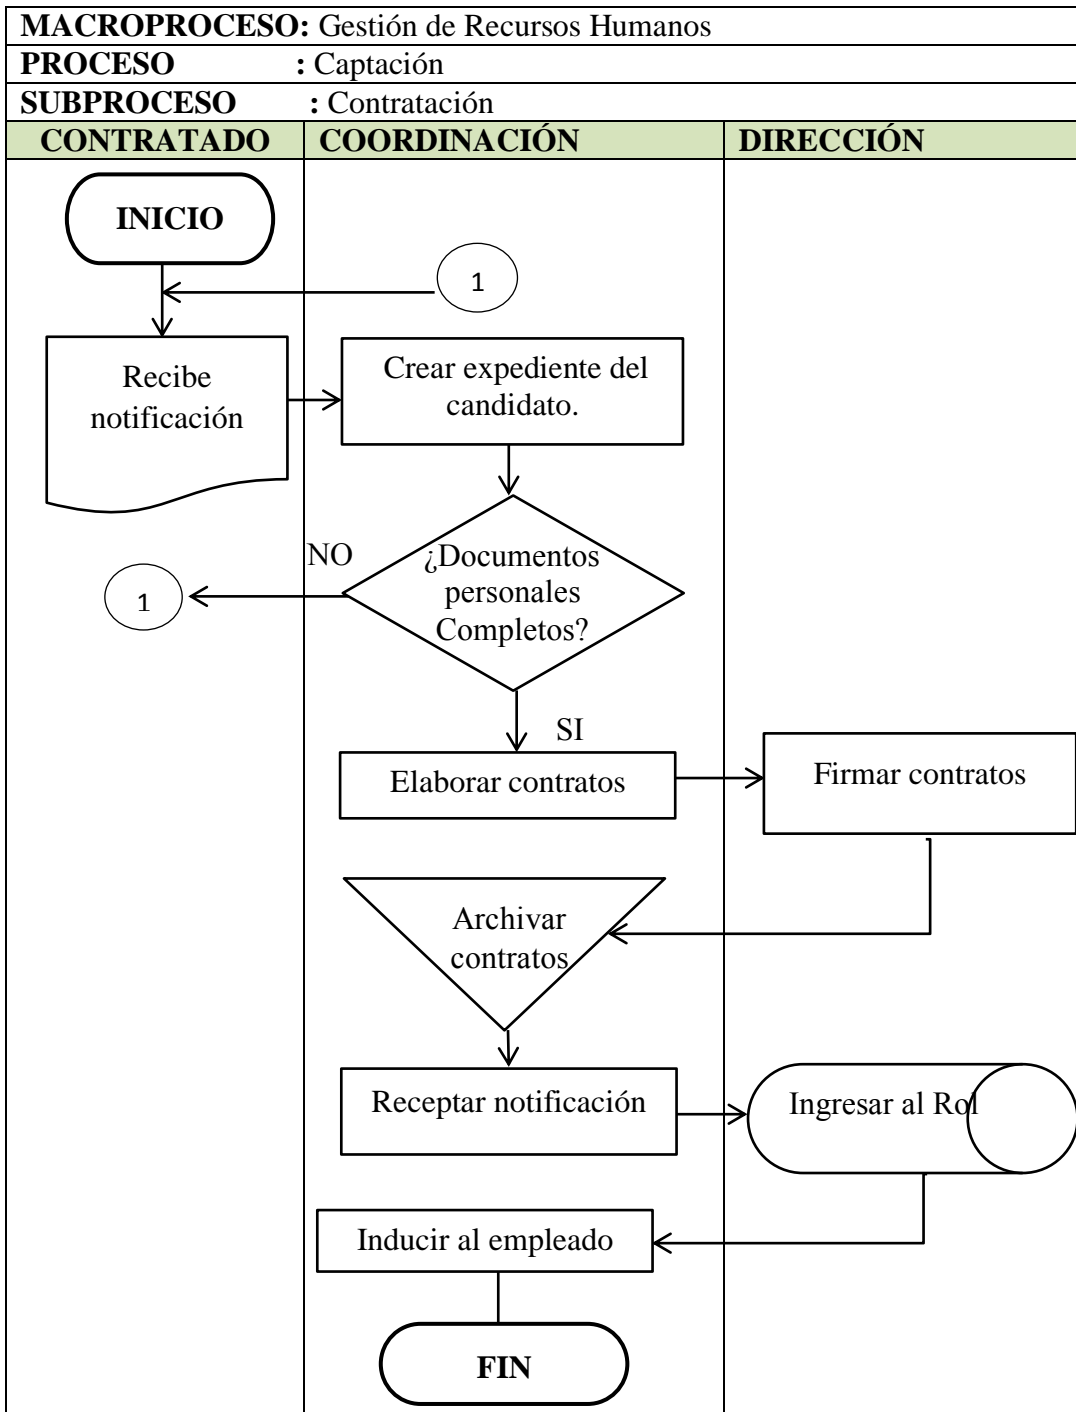 MACROPROCESO: Gestión de Recursos Humanos
PROCESO : Captación
SUBPROCESO : Contratación
CONTRATADO COORDINACIÓN DIRECCIÓN
INICIO
1
Recibe
notificación
Crear expediente del
candidato.
NO
¿Documentos
personales
Completos?
1
SI
Elaborar contratos
Firmar contratos
Archivar
contratos
Receptar notificación
Ingresar al Rol
Inducir al empleado
FIN